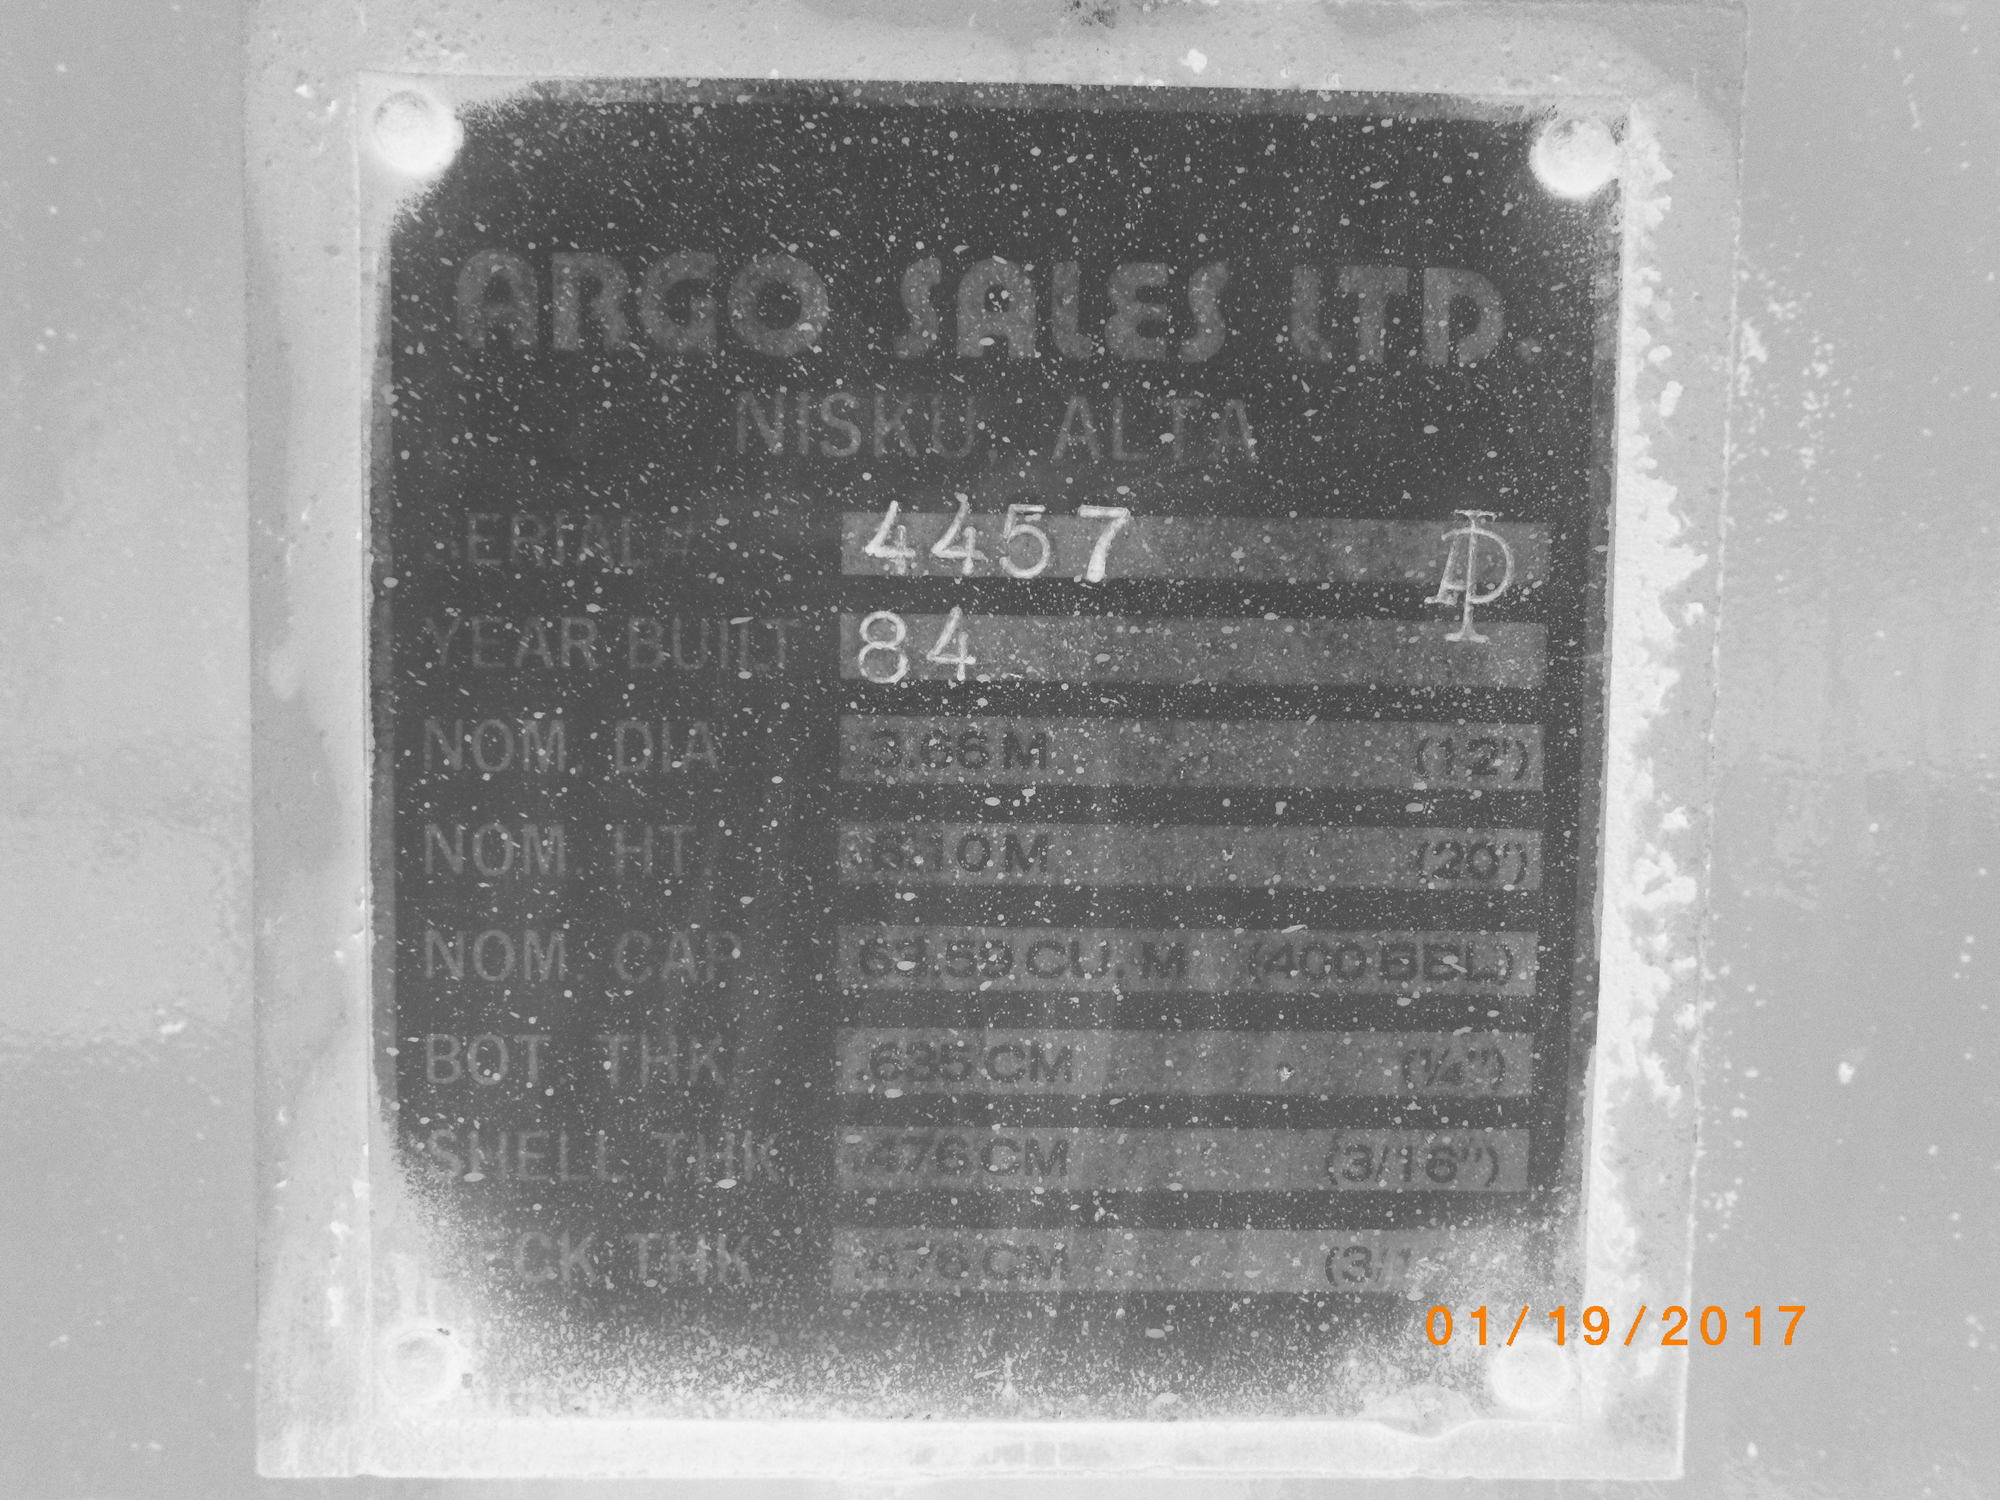 ARGO SALES LTD.
NISKU, ALTA
SERIAL # 4457
YEAR BUILT 84
NOM. DIA. 3.66 M (12')
NOM. HT. 6.10 M (20')
NOM. CAP. 63.59 CU. M (400 BBL)
BOT. THK. .635 CM (1/4")
SHELL THK. .476 CM (3/16")
DECK THK. .476 CM
01/19/2017